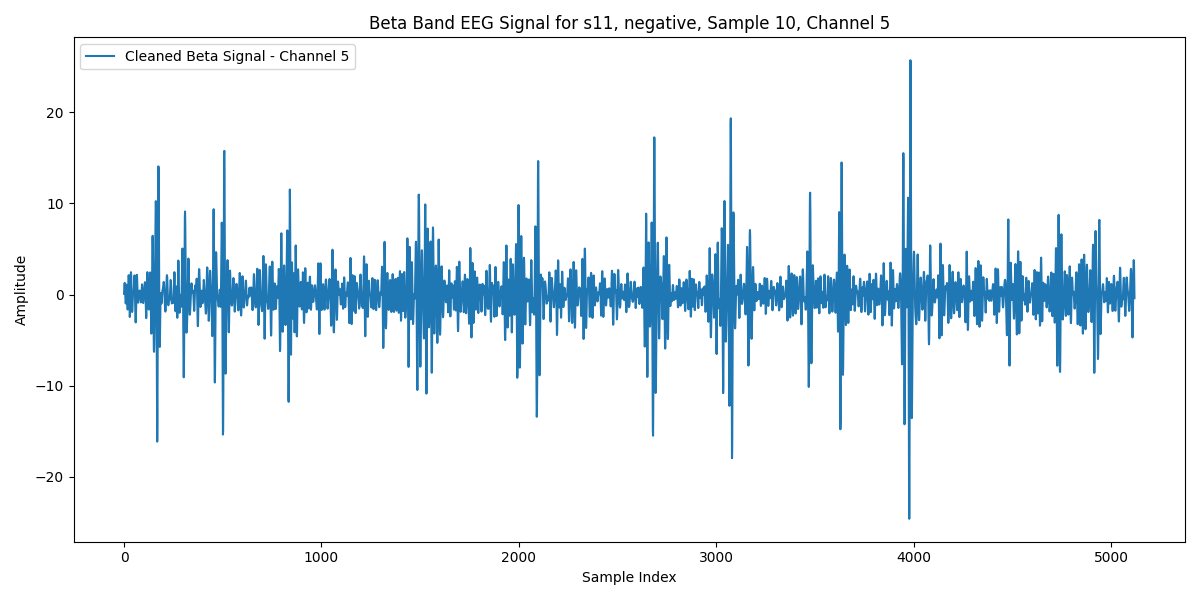 Beta Band EEG Signal for s11, negative, Sample 10, Channel 5
Cleaned Beta Signal - Channel 5
20
10
0
−10
−20
Amplitude
0 1000 2000 3000 4000 5000
Sample Index